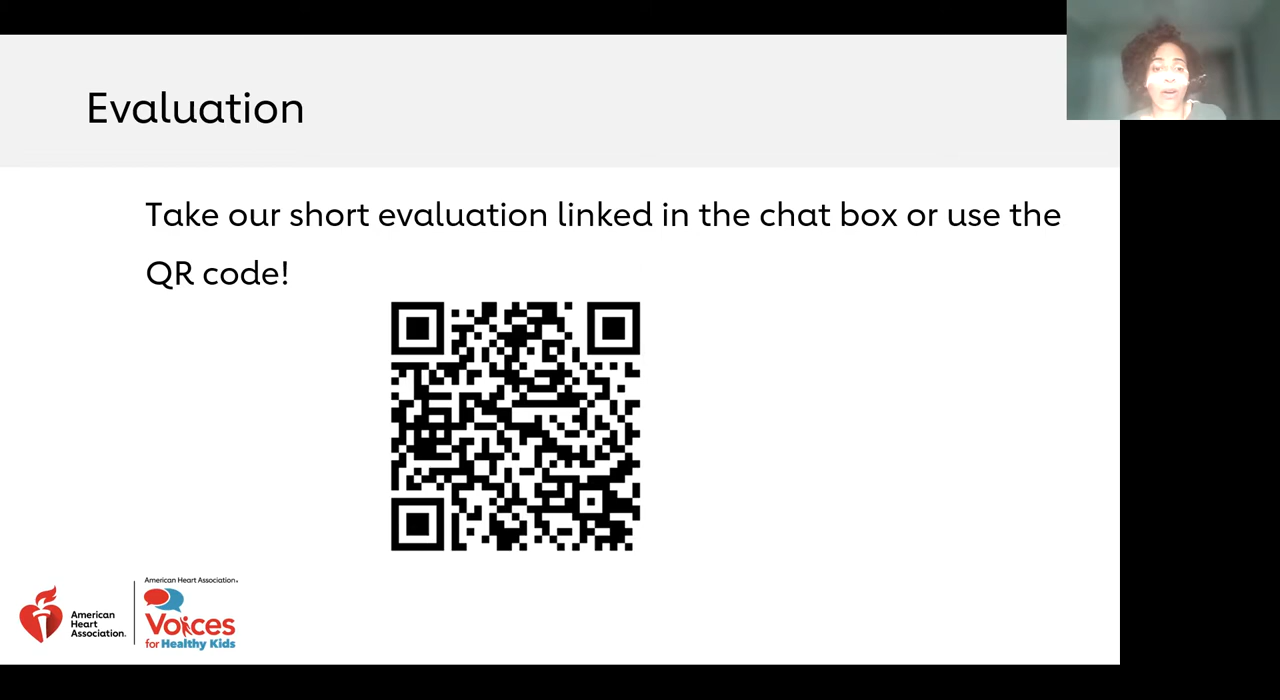 Evaluation
Take our short evaluation linked in the chat box or use the
QR code!
American
Heart
Association.
American Heart Association.
Voices
for Healthy Kids